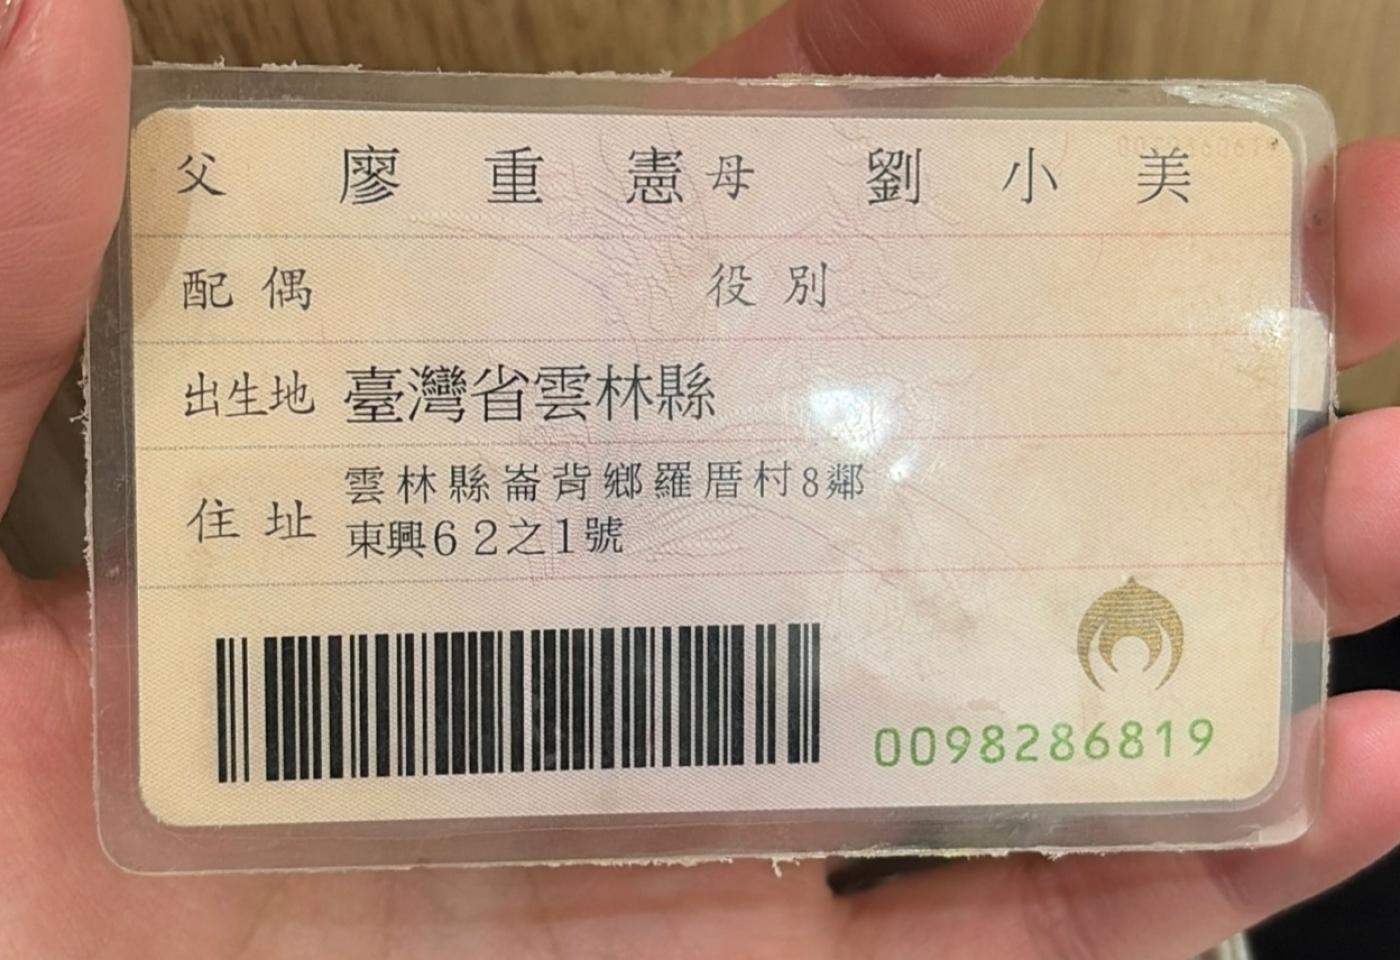 父 廖重憲 母 劉小美
配偶 役別
出生地 臺灣省雲林縣
住址 雲林縣崙背鄉羅厝村8鄰
東興62之1號
0098286819